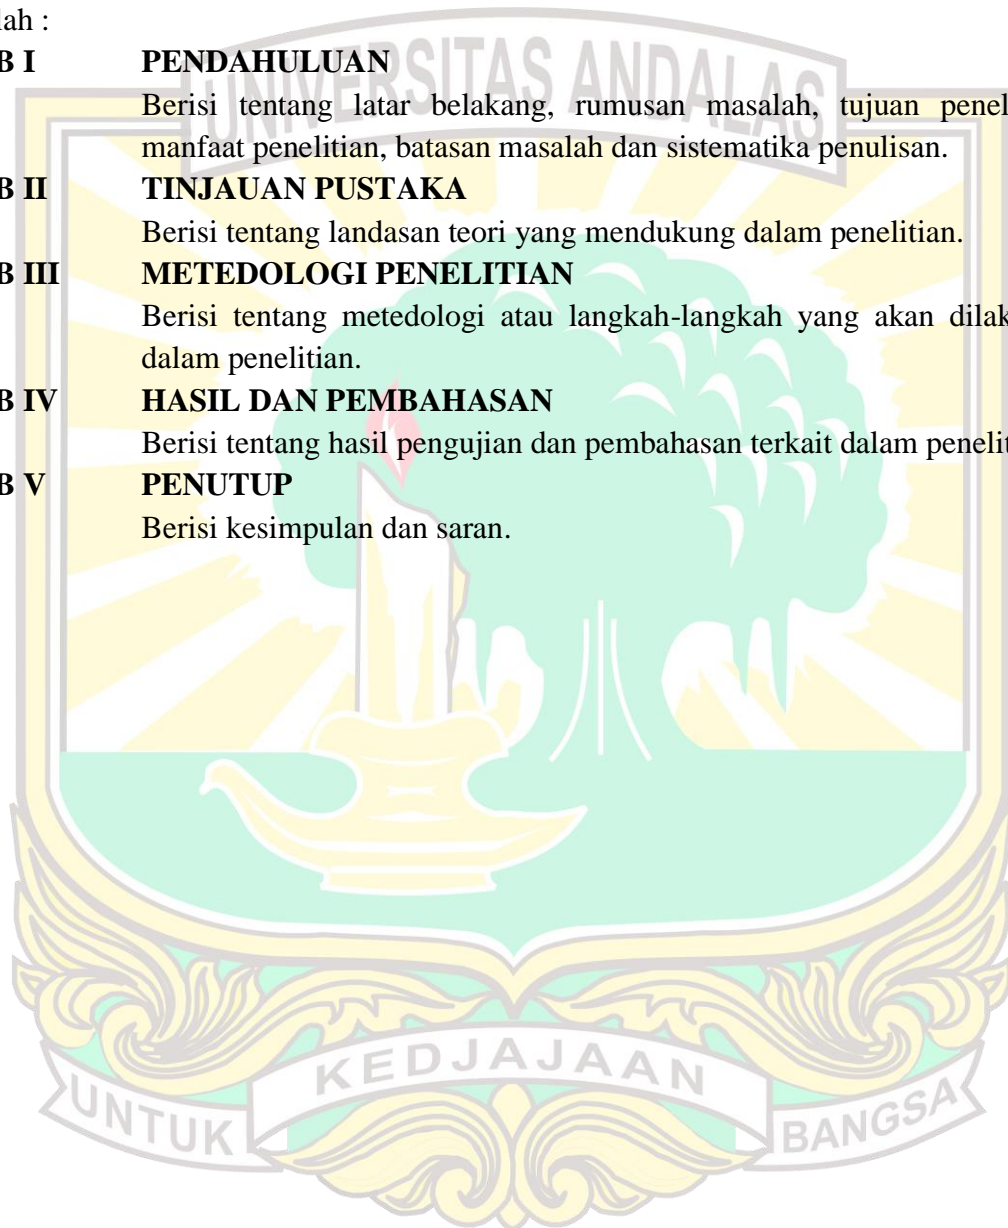 lah :
B I PENDAHULUAN
Berisi tentang latar belakang, rumusan masalah, tujuan penel
manfaat penelitian, batasan masalah dan sistematika penulisan.
B II TINJAUAN PUSTAKA
Berisi tentang landasan teori yang mendukung dalam penelitian.
B III METEDOLOGI PENELITIAN
Berisi tentang metedologi atau langkah-langkah yang akan dilak
dalam penelitian.
B IV HASIL DAN PEMBAHASAN
Berisi tentang hasil pengujian dan pembahasan terkait dalam penelit
B V PENUTUP
Berisi kesimpulan dan saran.
UNIVERSITAS ANDALAS
UNTUK KEDJAJAAN BANGSA